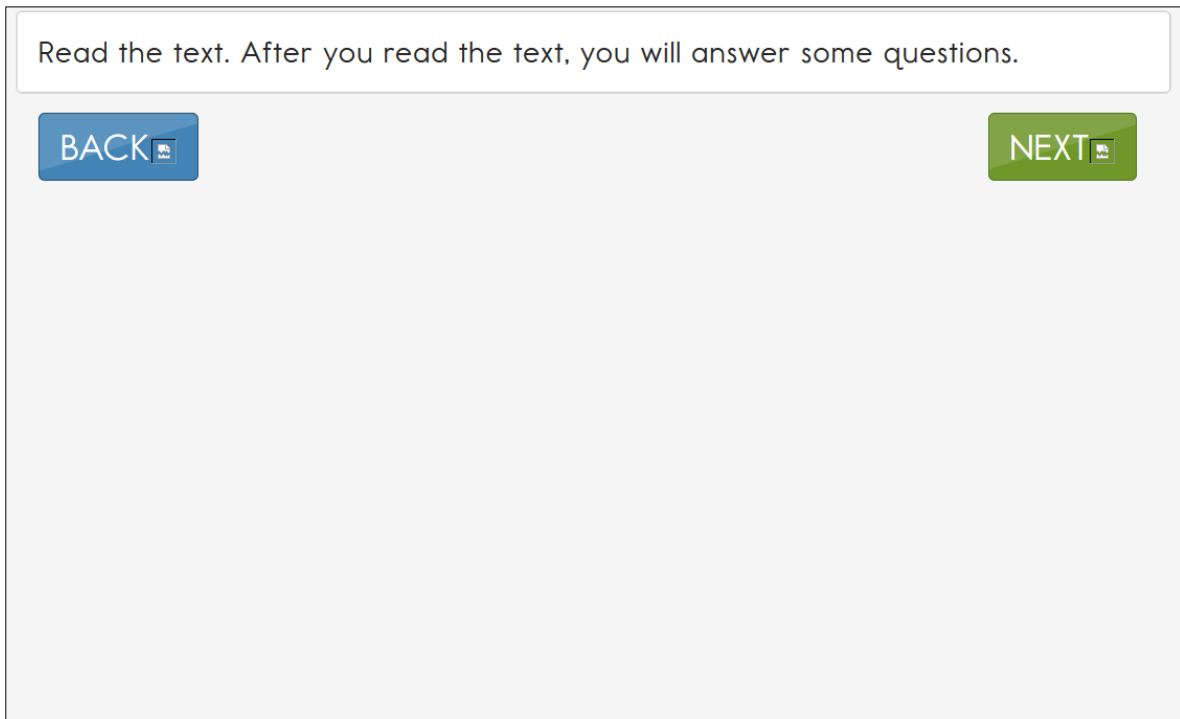 Read the text. After you read the text, you will answer some questions.
BACK
NEXT